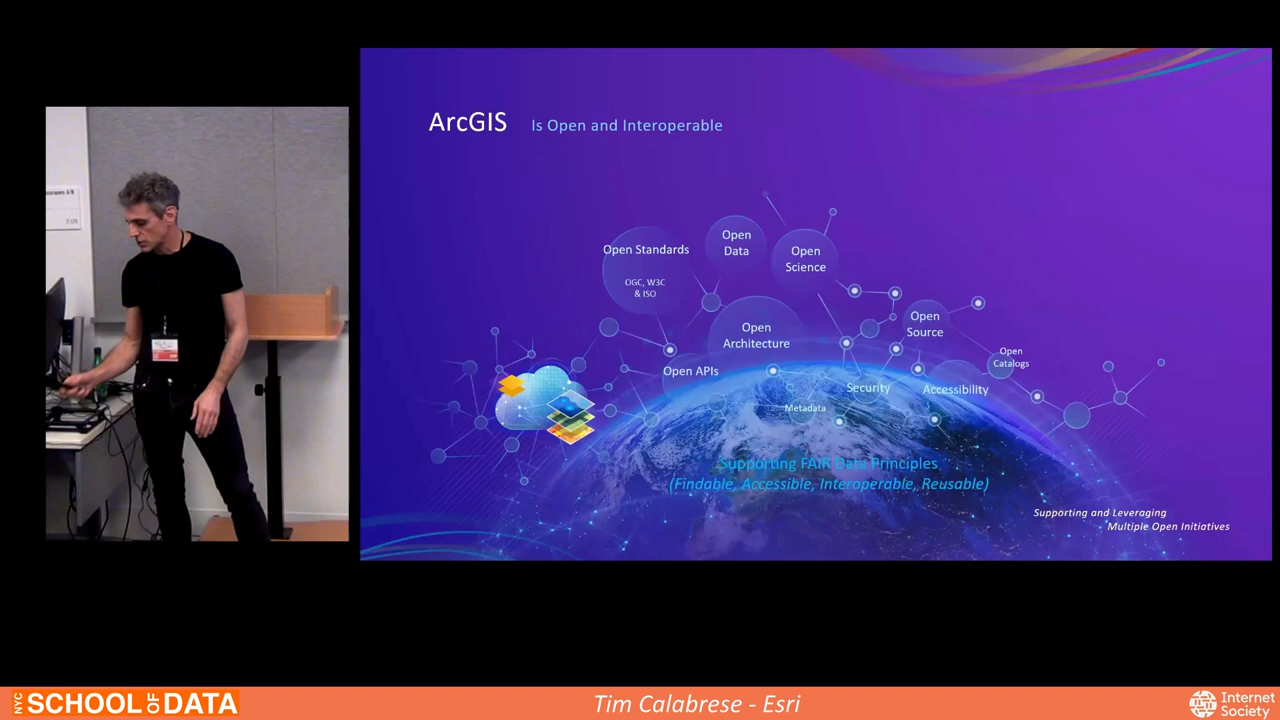 ArcGIS Is Open and Interoperable
Open Standards
OGC, W3C
& ISO
Open
Data
Open
Science
Open
Architecture
Open
Source
Open
Catalogs
Open APIs
Security
Accessibility
Metadata
Supporting FAIR Data Principles
(Findable, Accessible, Interoperable, Reusable)
Supporting and Leveraging
Multiple Open Initiatives
NYC SCHOOL OF DATA
Tim Calabrese - Esri
Internet
Society